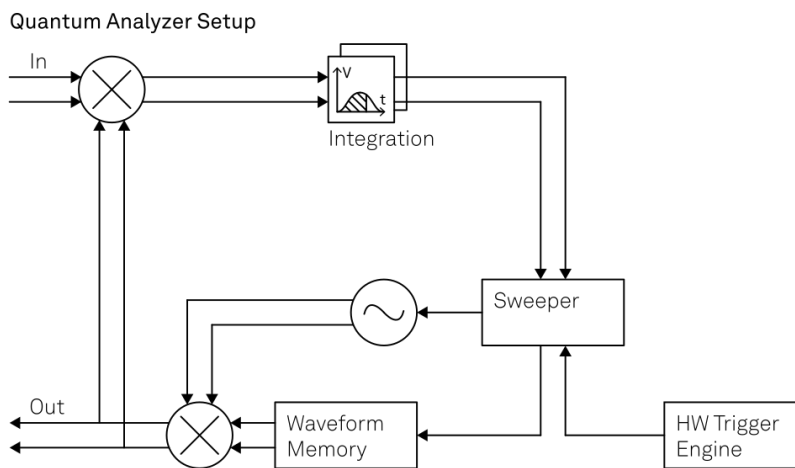 Quantum Analyzer Setup
In
V
t
Integration
Sweeper
Out
Waveform
Memory
HW Trigger
Engine